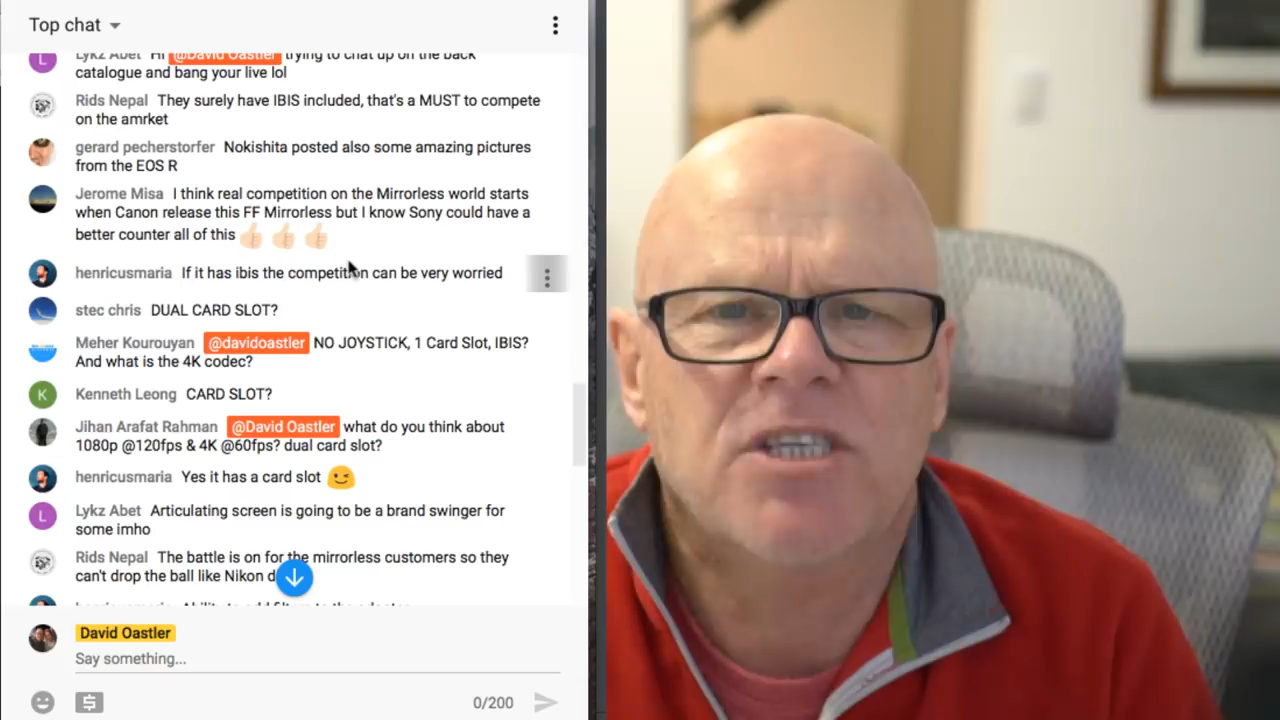 Top chat
Lykz Abet Hi @David Oastler trying to chat up on the back
catalogue and bang your live lol
Rids Nepal They surely have IBIS included, that's a MUST to compete
on the amrket
gerard pecherstorfer Nokishita posted also some amazing pictures
from the EOS R
Jerome Misa I think real competition on the Mirrorless world starts
when Canon release this FF Mirrorless but I know Sony could have a
better counter all of this 👍🏻 👍🏻 👍🏻
henricusmaria If it has ibis the competition can be very worried
stec chris DUAL CARD SLOT?
Meher Kourouyan @davidoastler NO JOYSTICK, 1 Card Slot, IBIS?
And what is the 4K codec?
K
Kenneth Leong CARD SLOT?
Jihan Arafat Rahman @David Oastler what do you think about
1080p @120fps & 4K @60fps? dual card slot?
henricusmaria Yes it has a card slot 😉
L
Lykz Abet Articulating screen is going to be a brand swinger for
some imho
Rids Nepal The battle is on for the mirrorless customers so they
can't drop the ball like Nikon
David Oastler
Say something...
0/200